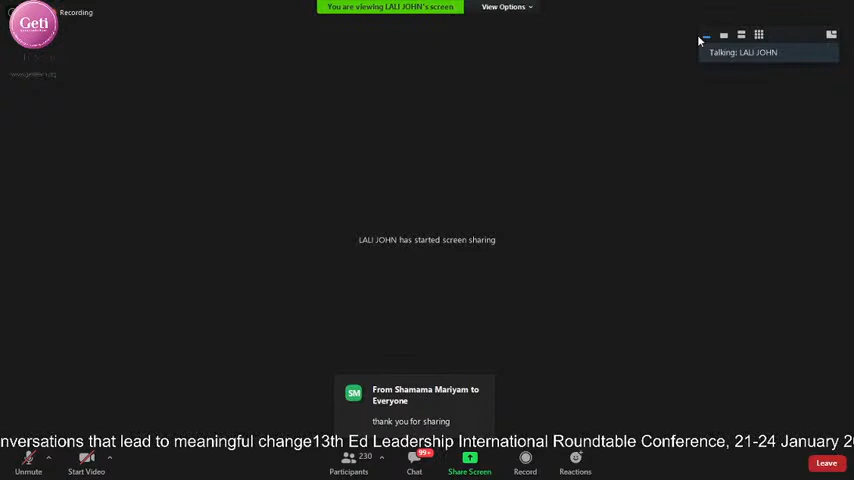 Geti
Recording
You are viewing LALI JOHN's screen
View Options
Talking: LALI JOHN
LALI JOHN has started screen sharing
SM
From Shamama Mariyam to
Everyone
thank you for sharing
nversations that lead to meaningful change13th Ed Leadership International Roundtable Conference, 21-24 January 2
Unmute
Start Video
230
Participants
99+
Chat
Share Screen
Record
Reactions
Leave